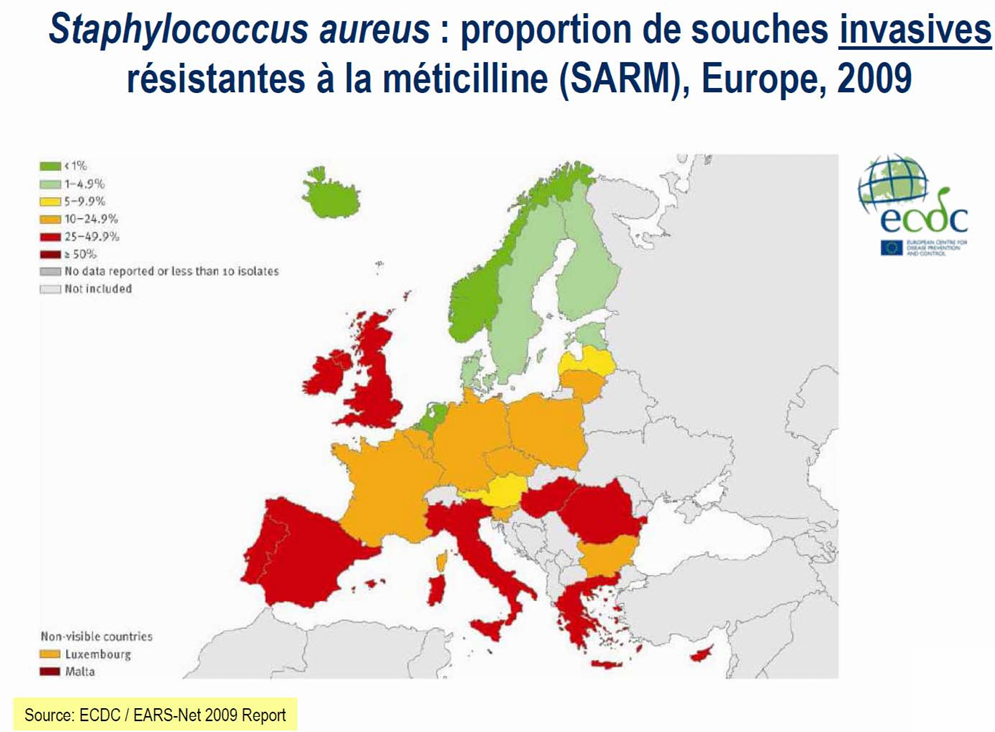 Staphylococcus aureus : proportion de souches invasives
résistantes à la méticilline (SARM), Europe, 2009
<1%
1–4.9%
5–9.9%
10–24.9%
25–49.9%
≥ 50%
No data reported or less than 10 isolates
Not included
ecdc
EUROPEAN CENTRE FOR
DISEASE PREVENTION
AND CONTROL
Non-visible countries
Luxembourg
Malta
Source: ECDC / EARS-Net 2009 Report